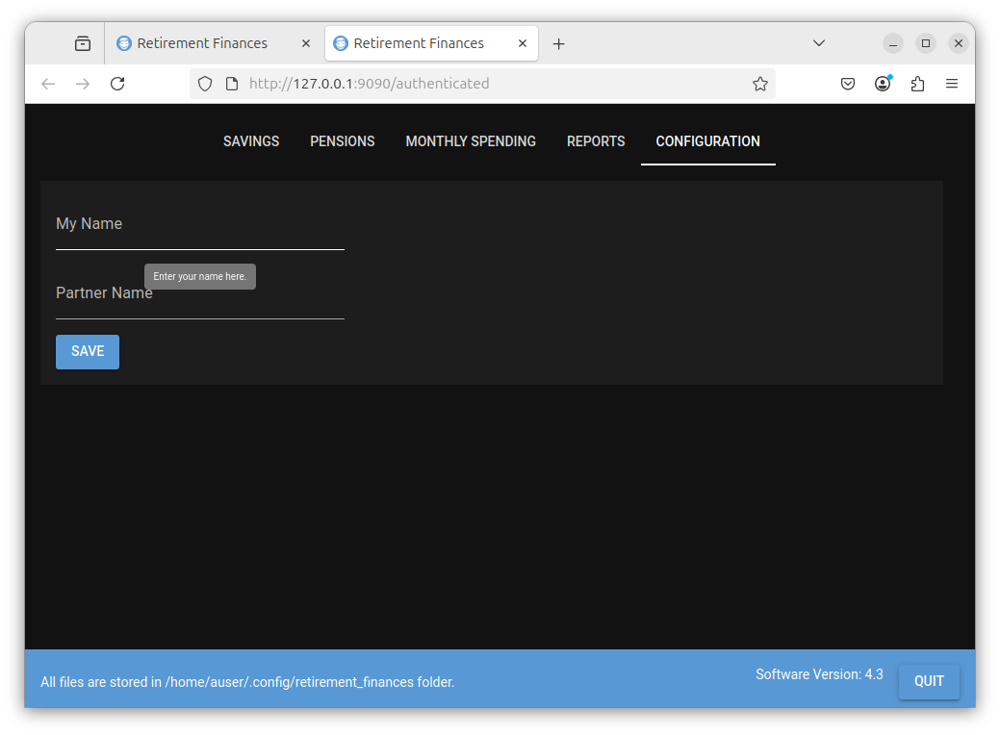 Retirement Finances
Retirement Finances
http://127.0.0.1:9090/authenticated
SAVINGS PENSIONS MONTHLY SPENDING REPORTS CONFIGURATION
My Name
Enter your name here.
Partner Name
SAVE
All files are stored in /home/auser/.config/retirement_finances folder.
Software Version: 4.3
QUIT